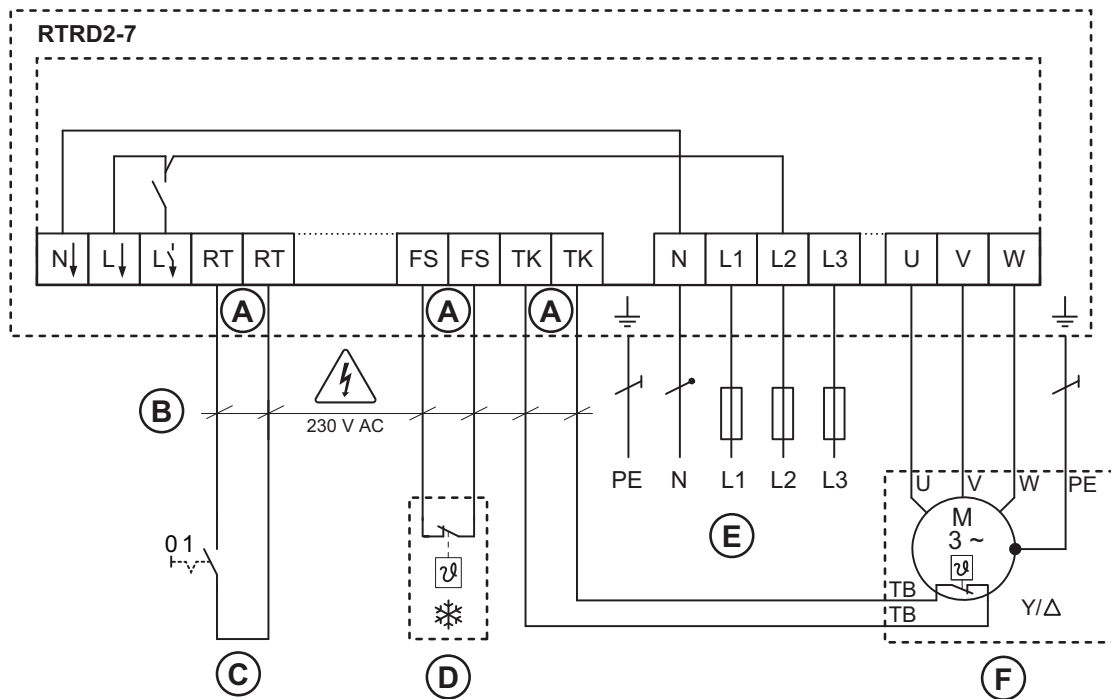 RTRD2-7
N L L RT RT FS FS TK TK N L1 L2 L3 U V W
A A A
B
230 V AC
PE N L1 L2 L3
U V W PE
M
3 ~
0 1
E
ϑ
ϑ
TB
TB
Y/Δ
C D F